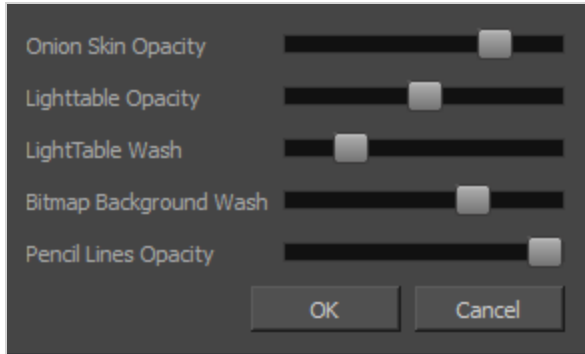 Onion Skin Opacity
Lighttable Opacity
LightTable Wash
Bitmap Background Wash
Pencil Lines Opacity
OK Cancel